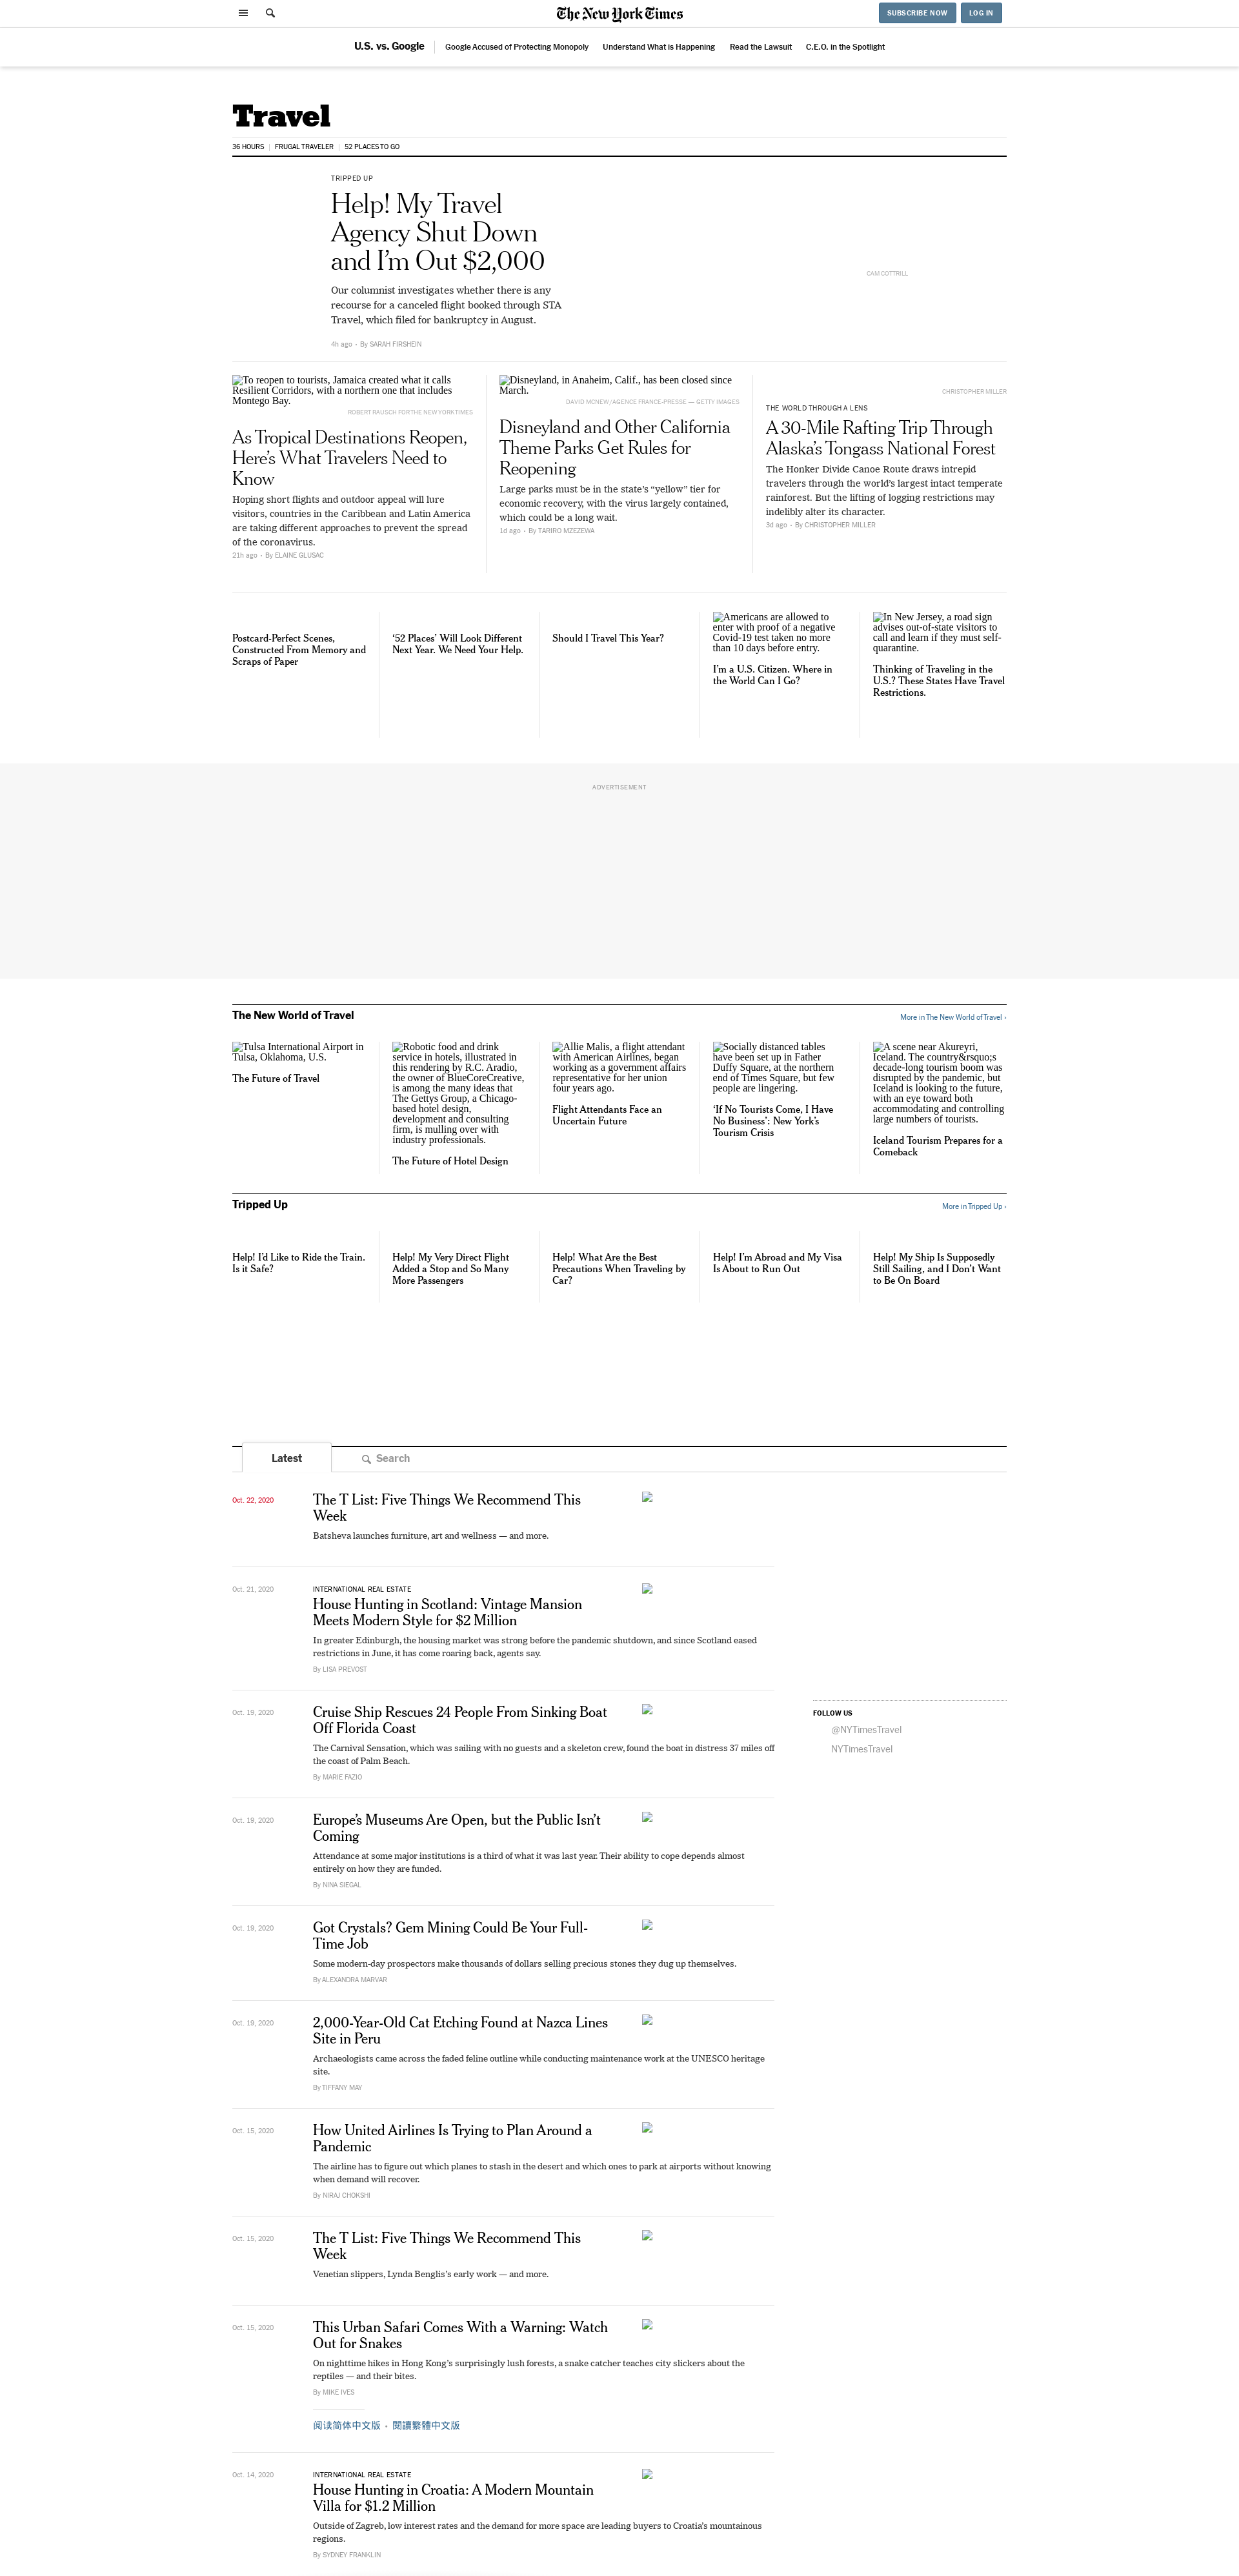 The New York Times
SUBSCRIBE NOW
LOG IN
U.S. vs. Google
Google Accused of Protecting Monopoly
Understand What is Happening
Read the Lawsuit
C.E.O. in the Spotlight
Travel
36 HOURS
FRUGAL TRAVELER
52 PLACES TO GO
TRIPPED UP
Help! My Travel
Agency Shut Down
and I’m Out $2,000
Our columnist investigates whether there is any
recourse for a canceled flight booked through STA
Travel, which filed for bankruptcy in August.
4h ago • By SARAH FIRSHEIN
CAM COTTRILL
To reopen to tourists, Jamaica created what it calls
Resilient Corridors, with a northern one that includes
Montego Bay.
ROBERT RAUSCH FOR THE NEW YORK TIMES
As Tropical Destinations Reopen,
Here’s What Travelers Need to
Know
Hoping short flights and outdoor appeal will lure
visitors, countries in the Caribbean and Latin America
are taking different approaches to prevent the spread
of the coronavirus.
21h ago • By ELAINE GLUSAC
Disneyland, in Anaheim, Calif., has been closed since
March.
DAVID MCNEW/AGENCE FRANCE-PRESSE — GETTY IMAGES
Disneyland and Other California
Theme Parks Get Rules for
Reopening
Large parks must be in the state’s “yellow” tier for
economic recovery, with the virus largely contained,
which could be a long wait.
1d ago • By TARIRO MZEZEWA
CHRISTOPHER MILLER
THE WORLD THROUGH A LENS
A 30-Mile Rafting Trip Through
Alaska’s Tongass National Forest
The Honker Divide Canoe Route draws intrepid
travelers through the world’s largest intact temperate
rainforest. But the lifting of logging restrictions may
indelibly alter its character.
3d ago • By CHRISTOPHER MILLER
Postcard-Perfect Scenes,
Constructed From Memory and
Scraps of Paper
‘52 Places’ Will Look Different
Next Year. We Need Your Help.
Should I Travel This Year?
Americans are allowed to
enter with proof of a negative
Covid-19 test taken no more
than 10 days before entry.
I’m a U.S. Citizen. Where in
the World Can I Go?
In New Jersey, a road sign
advises out-of-state visitors to
call and learn if they must self-
quarantine.
Thinking of Traveling in the
U.S.? These States Have Travel
Restrictions.
ADVERTISEMENT
The New World of Travel
More in The New World of Travel ›
Tulsa International Airport in
Tulsa, Oklahoma, U.S.
The Future of Travel
Robotic food and drink
service in hotels, illustrated in
this rendering by R.C. Aradio,
the owner of BlueCoreCreative,
is among the many ideas that
The Gettys Group, a Chicago-
based hotel design,
development and consulting
firm, is mulling over with
industry professionals.
The Future of Hotel Design
Allie Malis, a flight attendant
with American Airlines, began
working as a government affairs
representative for her union
four years ago.
Flight Attendants Face an
Uncertain Future
Socially distanced tables
have been set up in Father
Duffy Square, at the northern
end of Times Square, but few
people are lingering.
‘If No Tourists Come, I Have
No Business’: New York’s
Tourism Crisis
A scene near Akureyri,
Iceland. The country&rsquo;s
decade-long tourism boom was
disrupted by the pandemic, but
Iceland is looking to the future,
with an eye toward both
accommodating and controlling
large numbers of tourists.
Iceland Tourism Prepares for a
Comeback
Tripped Up
More in Tripped Up ›
Help! I’d Like to Ride the Train.
Is it Safe?
Help! My Very Direct Flight
Added a Stop and So Many
More Passengers
Help! What Are the Best
Precautions When Traveling by
Car?
Help! I’m Abroad and My Visa
Is About to Run Out
Help! My Ship Is Supposedly
Still Sailing, and I Don’t Want
to Be On Board
Latest
Search
Oct. 22, 2020
The T List: Five Things We Recommend This
Week
Batsheva launches furniture, art and wellness — and more.
Oct. 21, 2020
INTERNATIONAL REAL ESTATE
House Hunting in Scotland: Vintage Mansion
Meets Modern Style for $2 Million
In greater Edinburgh, the housing market was strong before the pandemic shutdown, and since Scotland eased
restrictions in June, it has come roaring back, agents say.
By LISA PREVOST
Oct. 19, 2020
Cruise Ship Rescues 24 People From Sinking Boat
Off Florida Coast
The Carnival Sensation, which was sailing with no guests and a skeleton crew, found the boat in distress 37 miles off
the coast of Palm Beach.
By MARIE FAZIO
FOLLOW US
@NYTimesTravel
NYTimesTravel
Oct. 19, 2020
Europe’s Museums Are Open, but the Public Isn’t
Coming
Attendance at some major institutions is a third of what it was last year. Their ability to cope depends almost
entirely on how they are funded.
By NINA SIEGAL
Oct. 19, 2020
Got Crystals? Gem Mining Could Be Your Full-
Time Job
Some modern-day prospectors make thousands of dollars selling precious stones they dug up themselves.
By ALEXANDRA MARVAR
Oct. 19, 2020
2,000-Year-Old Cat Etching Found at Nazca Lines
Site in Peru
Archaeologists came across the faded feline outline while conducting maintenance work at the UNESCO heritage
site.
By TIFFANY MAY
Oct. 15, 2020
How United Airlines Is Trying to Plan Around a
Pandemic
The airline has to figure out which planes to stash in the desert and which ones to park at airports without knowing
when demand will recover.
By NIRAJ CHOKSHI
Oct. 15, 2020
The T List: Five Things We Recommend This
Week
Venetian slippers, Lynda Benglis’s early work — and more.
Oct. 15, 2020
This Urban Safari Comes With a Warning: Watch
Out for Snakes
On nighttime hikes in Hong Kong’s surprisingly lush forests, a snake catcher teaches city slickers about the
reptiles — and their bites.
By MIKE IVES
阅读简体中文版 • 閱讀繁體中文版
Oct. 14, 2020
INTERNATIONAL REAL ESTATE
House Hunting in Croatia: A Modern Mountain
Villa for $1.2 Million
Outside of Zagreb, low interest rates and the demand for more space are leading buyers to Croatia’s mountainous
regions.
By SYDNEY FRANKLIN